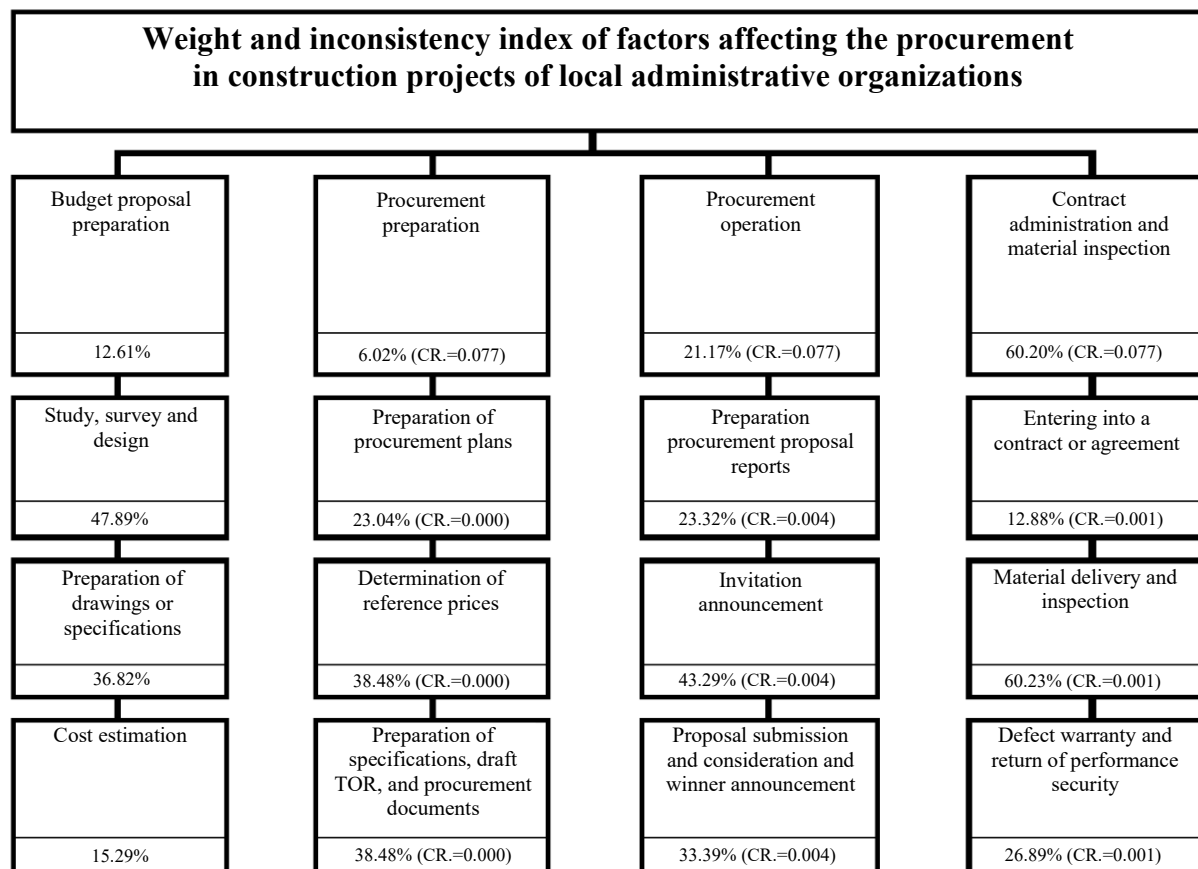 Weight and inconsistency index of factors affecting the procurement
in construction projects of local administrative organizations
Budget proposal
preparation
12.61%
Procurement
preparation
6.02% (CR.=0.077)
Procurement
operation
21.17% (CR.=0.077)
Contract
administration and
material inspection
60.20% (CR.=0.077)
Study, survey and
design
47.89%
Preparation of
procurement plans
23.04% (CR.=0.000)
Preparation
procurement proposal
reports
23.32% (CR.=0.004)
Entering into a
contract or agreement
12.88% (CR.=0.001)
Preparation of
drawings or
specifications
36.82%
Determination of
reference prices
38.48% (CR.=0.000)
Invitation
announcement
43.29% (CR.=0.004)
Material delivery and
inspection
60.23% (CR.=0.001)
Cost estimation
15.29%
Preparation of
specifications, draft
TOR, and procurement
documents
38.48% (CR.=0.000)
Proposal submission
and consideration and
winner announcement
33.39% (CR.=0.004)
Defect warranty and
return of performance
security
26.89% (CR.=0.001)